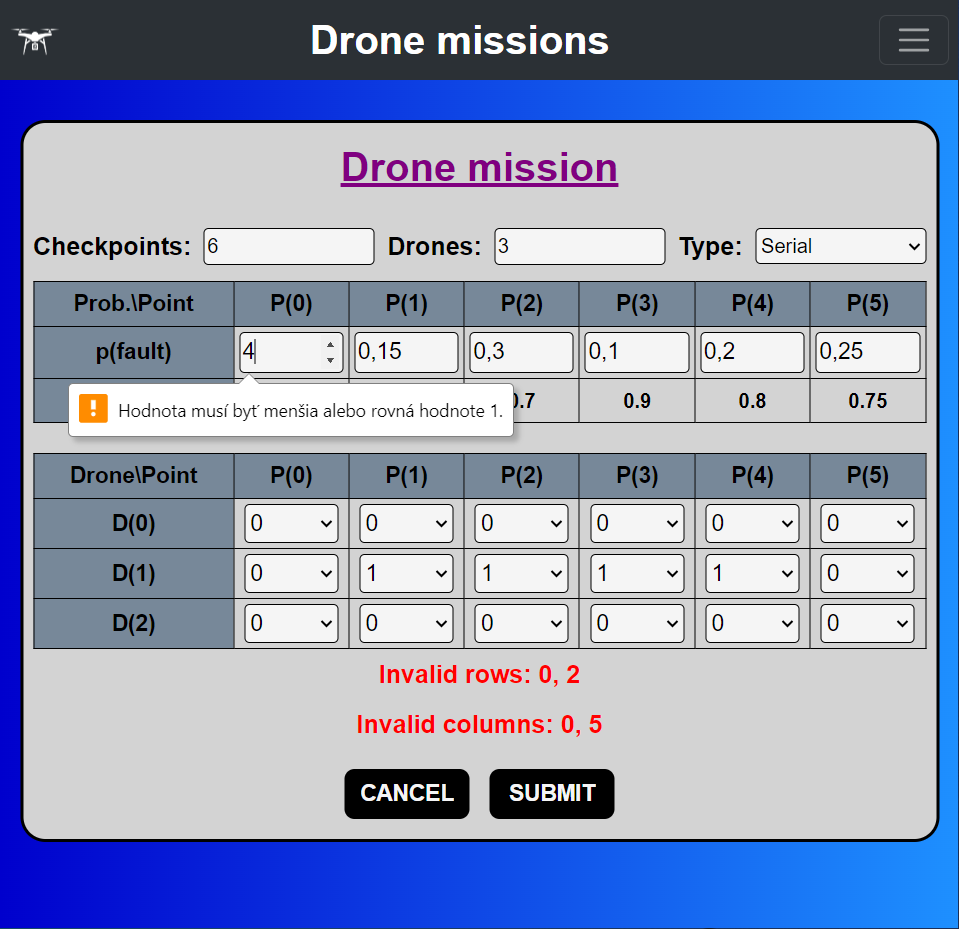 Drone missions
Drone mission
Checkpoints: 6 Drones: 3 Type: Serial
Prob.\Point P(0) P(1) P(2) P(3) P(4) P(5)
p(fault) 4 0,15 0,3 0,1 0,2 0,25
0.7 0.9 0.8 0.75
Hodnota musí byť menšia alebo rovná hodnote 1.
Drone\Point P(0) P(1) P(2) P(3) P(4) P(5)
D(0) 0 0 0 0 0 0
D(1) 0 1 1 1 1 0
D(2) 0 0 0 0 0 0
Invalid rows: 0, 2
Invalid columns: 0, 5
CANCEL SUBMIT